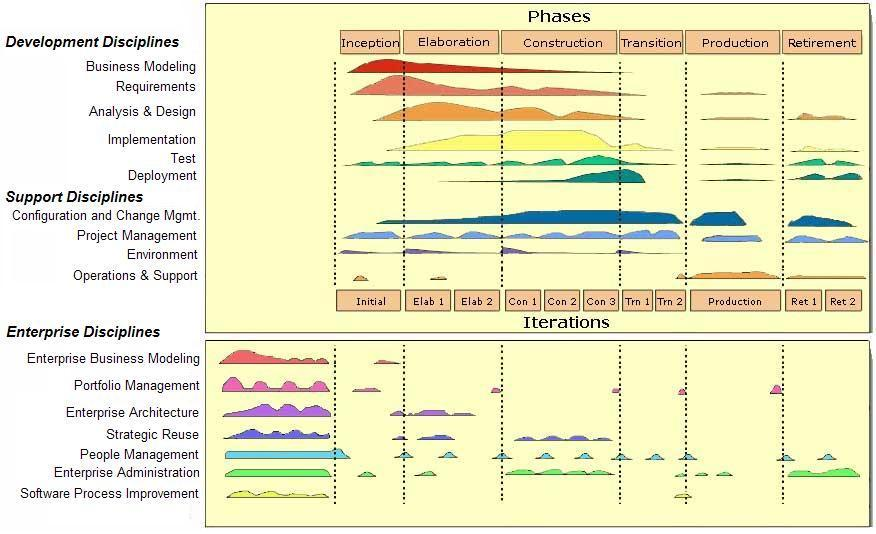 Phases
Development Disciplines
Inception Elaboration Construction Transition Production Retirement
Business Modeling
Requirements
Analysis & Design
Implementation
Test
Deployment
Support Disciplines
Configuration and Change Mgmt.
Project Management
Environment
Operations & Support
Initial Elab 1 Elab 2 Con 1 Con 2 Con 3 Trn 1 Trn 2 Production Ret 1 Ret 2
Iterations
Enterprise Disciplines
Enterprise Business Modeling
Portfolio Management
Enterprise Architecture
Strategic Reuse
People Management
Enterprise Administration
Software Process Improvement